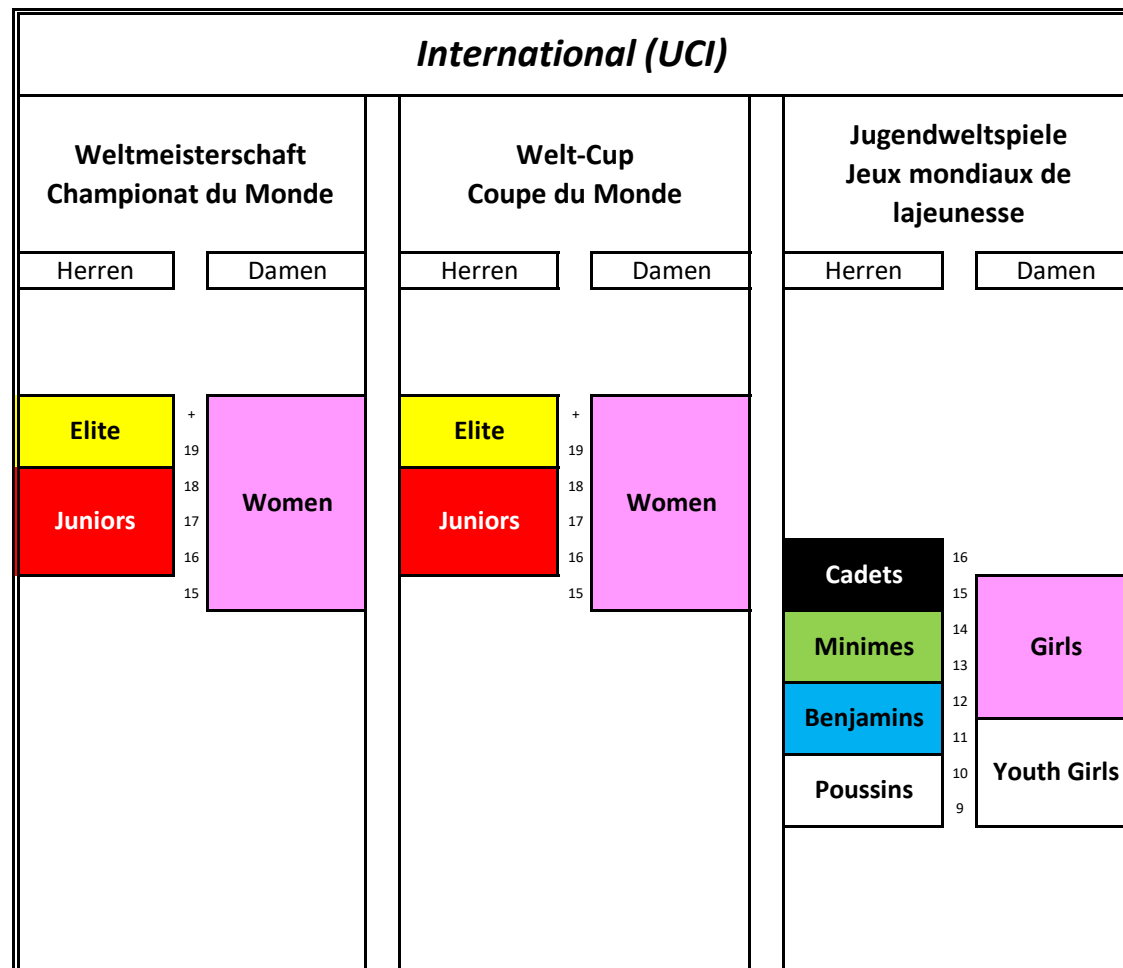 International (UCI)
Weltmeisterschaft
Championat du Monde
Herren
Damen
Elite
Juniors
+
19
18
17
16
15
Women
Welt-Cup
Coupe du Monde
Herren
Damen
Elite
Juniors
+
19
18
17
16
15
Women
Jugendweltspiele
Jeux mondiaux de
lajeunesse
Herren
Damen
Cadets
Minimes
Benjamins
Poussins
16
15
14
13
12
11
10
9
Girls
Youth Girls